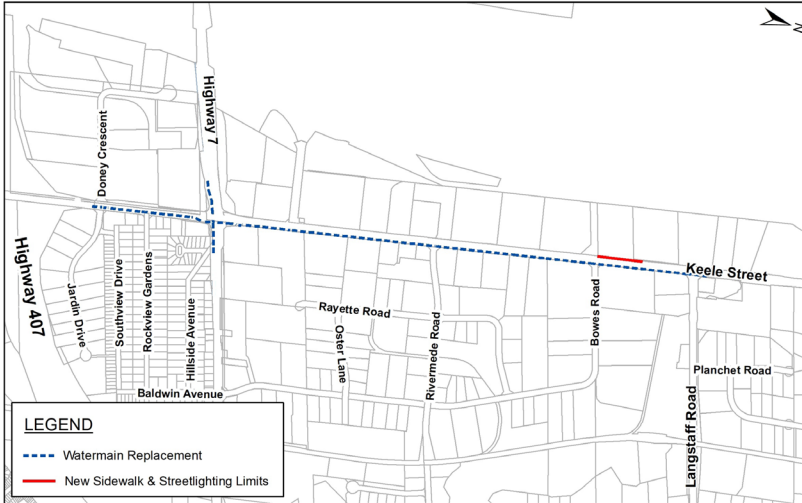 N
Highway 7
Doney Crescent
Highway 407
Jardin Drive
Southview Drive
Rockview Gardens
Hillside Avenue
Baldwin Avenue
Rayette Road
Oster Lane
Rivermede Road
Bowes Road
Keele Street
Planchet Road
Langstaff Road
LEGEND
Watermain Replacement
New Sidewalk & Streetlighting Limits